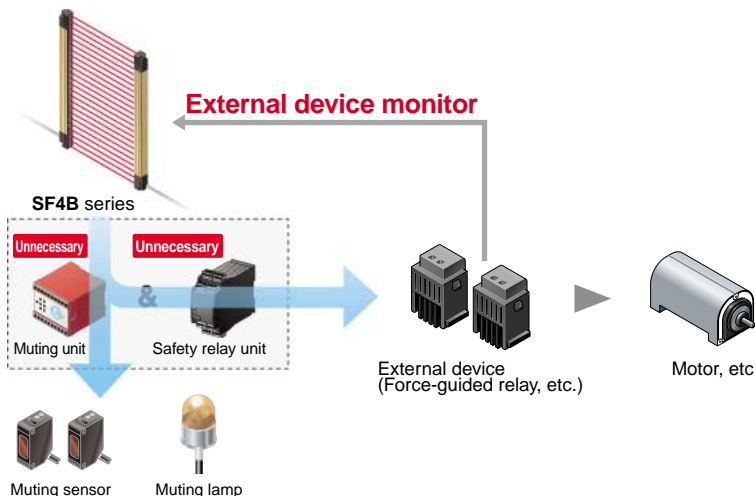 External device monitor
SF4B series
Unnecessary
Unnecessary
&
Muting unit
Safety relay unit
External device
(Force-guided relay, etc.)
Motor, etc
Muting sensor
Muting lamp